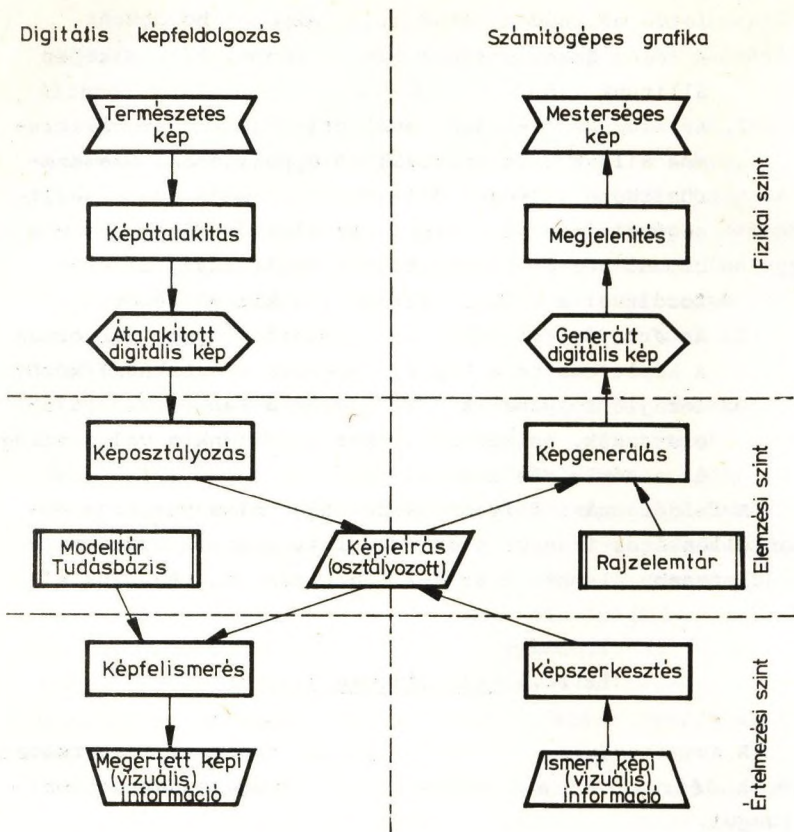 Digitális képfeldolgozás
Számítógépes grafika
Természetes
kép
Mesterséges
kép
Képátalakítás
Megjelenítés
Átalakított
digitális kép
Generált
digitális kép
Fizikai szint
Képosztályozás
Képgenerálás
Modelltár
Tudásbázis
Képleírás
(osztályozott)
Rajzelemtár
Elemzési szint
Képfelismerés
Képszerkesztés
Megértett képi
(vizuális)
információ
Ismert képi
(vizuális)
információ
Értelmezési szint